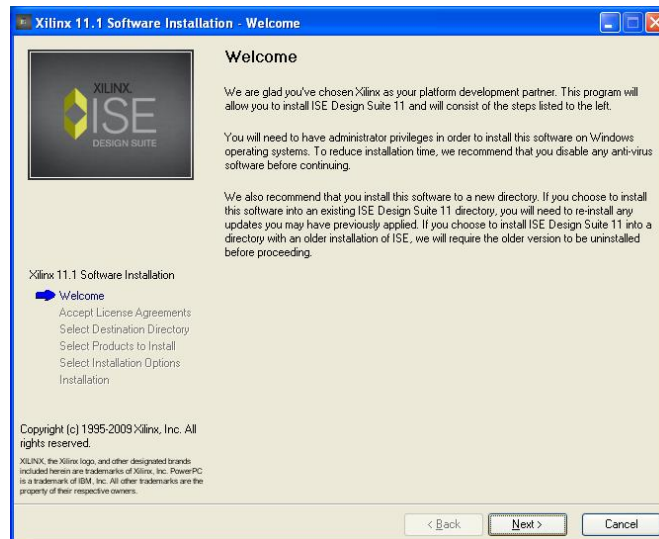 Xilinx 11.1 Software Installation - Welcome
XILINX
ISE
DESIGN SUITE
Welcome
We are glad you've chosen Xilinx as your platform development partner. This program will
allow you to install ISE Design Suite 11 and will consist of the steps listed to the left.
You will need to have administrator privileges in order to install this software on Windows
operating systems. To reduce installation time, we recommend that you disable any anti-virus
software before continuing.
We also recommend that you install this software to a new directory. If you choose to install
this software into an existing ISE Design Suite 11 directory, you will need to re-install any
updates you may have previously applied. If you choose to install ISE Design Suite 11 into a
directory with an older installation of ISE, we will require the older version to be uninstalled
before proceeding.
Xilinx 11.1 Software Installation
Welcome
Accept License Agreements
Select Destination Directory
Select Products to Install
Select Installation Options
Installation
Copyright (c) 1995-2009 Xilinx, Inc. All
rights reserved.
XILINX, the Xilinx logo, and other designated brands
included herein are trademarks of Xilinx, Inc. PowerPC
is a trademark of IBM, Inc. All other trademarks are the
property of their respective owners.
< Back
Next >
Cancel